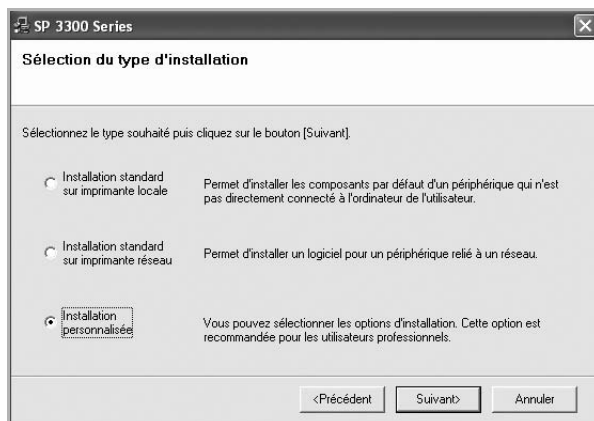 SP 3300 Series
Sélection du type d'installation
Sélectionnez le type souhaité puis cliquez sur le bouton [Suivant].
Installation standard
sur imprimante locale
Permet d'installer les composants par défaut d'un périphérique qui n'est
pas directement connecté à l'ordinateur de l'utilisateur.
Installation standard
sur imprimante réseau
Permet d'installer un logiciel pour un périphérique relié à un réseau.
Installation
personnalisée
Vous pouvez sélectionner les options d'installation. Cette option est
recommandée pour les utilisateurs professionnels.
<Précédent
Suivant>
Annuler